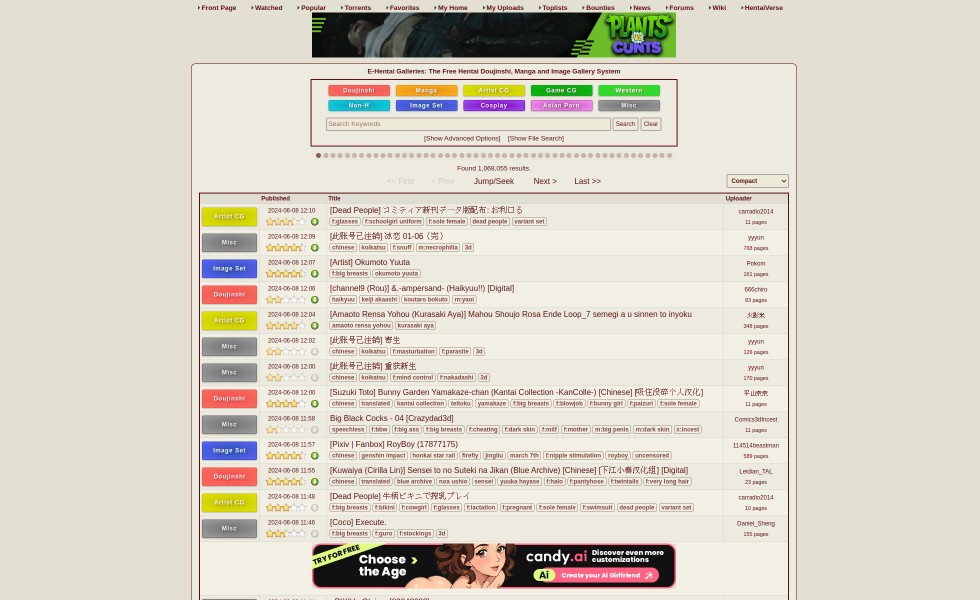 Front Page Watched Popular Torrents Favorites My Home My Uploads Toplists Bounties News Forums Wiki HentaiVerse
PLANTS
VS
CUNTS
E-Hentai Galleries: The Free Hentai Doujinshi, Manga and Image Gallery System
Doujinshi Manga Artist CG Game CG Western
Non-H Image Set Cosplay Asian Porn Misc
Search Keywords Search Clear
[Show Advanced Options] [Show File Search]
Found 1,068,055 results.
<< First < Prev Jump/Seek Next > Last >> Compact
Published Title Uploader
Artist CG 2024-06-08 12:10 [Dead People] コミティア新刊データ版配布: お利口る carradio2014
f:glasses f:schoolgirl uniform f:sole female dead people variant set 11 pages
Misc 2024-06-08 12:09 [此账号已注銷] 冰恋 01-06（完） yyyun
chinese koikatsu f:snuff m:necrophilia 3d 768 pages
Image Set 2024-06-08 12:07 [Artist] Okumoto Yuuta Pokom
f:big breasts okumoto yuuta 161 pages
Doujinshi 2024-06-08 12:06 [channel9 (Rou)] &.-ampersand- (Haikyuu!!) [Digital] 666chiro
haikyuu keiji akaashi koutaro bokuto m:yaoi 93 pages
Artist CG 2024-06-08 12:04 [Amaoto Rensa Yohou (Kurasaki Aya)] Mahou Shoujo Rosa Ende Loop_7 semegi a u sinnen to inyoku
amaoto rensa yohou kurasaki aya 348 pages
Misc 2024-06-08 12:02 [此账号已注銷] 寄生 yyyun
chinese koikatsu f:masturbation f:parasite 3d 126 pages
Misc 2024-06-08 12:00 [此账号已注銷] 重获新生 yyyun
chinese koikatsu f:mind control f:nakadashi 3d 170 pages
Doujinshi 2024-06-08 12:00 [Suzuki Toto] Bunny Garden Yamakaze-chan (Kantai Collection -KanColle-) [Chinese] [吸住没碎个人汉化]
chinese translated kantai collection teitoku yamakaze f:big breasts f:blowjob f:bunny girl f:paizuri f:sole female 11 pages
Misc 2024-06-08 11:58 Big Black Cocks - 04 [Crazydad3d] Comics3dIncest
speechless f:bbw f:big ass f:big breasts f:cheating f:dark skin f:milf f:mother m:big penis m:dark skin x:incest 11 pages
Image Set 2024-06-08 11:57 [Pixiv | Fanbox] RoyBoy (17877175) 114514beastman
chinese genshin impact honkai star rail firefly jingliu march 7th f:nipple stimulation royboy uncensored 589 pages
Doujinshi 2024-06-08 11:55 [Kuwaiya (Cirilla Lin)] Sensei to no Suteki na Jikan (Blue Archive) [Chinese] [下江小春汉化组] [Digital] Leidian_TAL
chinese translated blue archive noa ushio sensei yuuka hayase f:halo f:pantyhose f:twintails f:very long hair 23 pages
Artist CG 2024-06-08 11:48 [Dead People] 牛柄ビキニで搾乳プレイ carradio2014
f:big breasts f:bikini f:cowgirl f:glasses f:lactation f:pregnant f:sole female f:swimsuit dead people variant set 10 pages
Misc 2024-06-08 11:46 [Coco] Execute. Daniel_Sheng
f:big breasts f:guro f:stockings 3d 155 pages
TRY FOR FREE Choose the Age candy.ai Discover even more customizations
Ai Create your AI Girlfriend